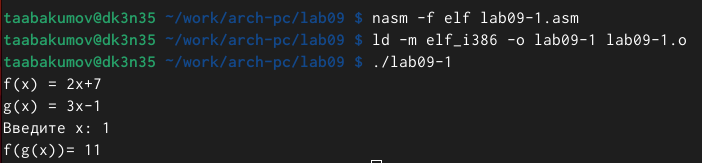 taabakumov@dk3n35 ~/work/arch-pc/lab09 $ nasm -f elf lab09-1.asm
taabakumov@dk3n35 ~/work/arch-pc/lab09 $ ld -m elf_i386 -o lab09-1 lab09-1.o
taabakumov@dk3n35 ~/work/arch-pc/lab09 $ ./lab09-1
f(x) = 2x+7
g(x) = 3x-1
Введите x: 1
f(g(x))= 11